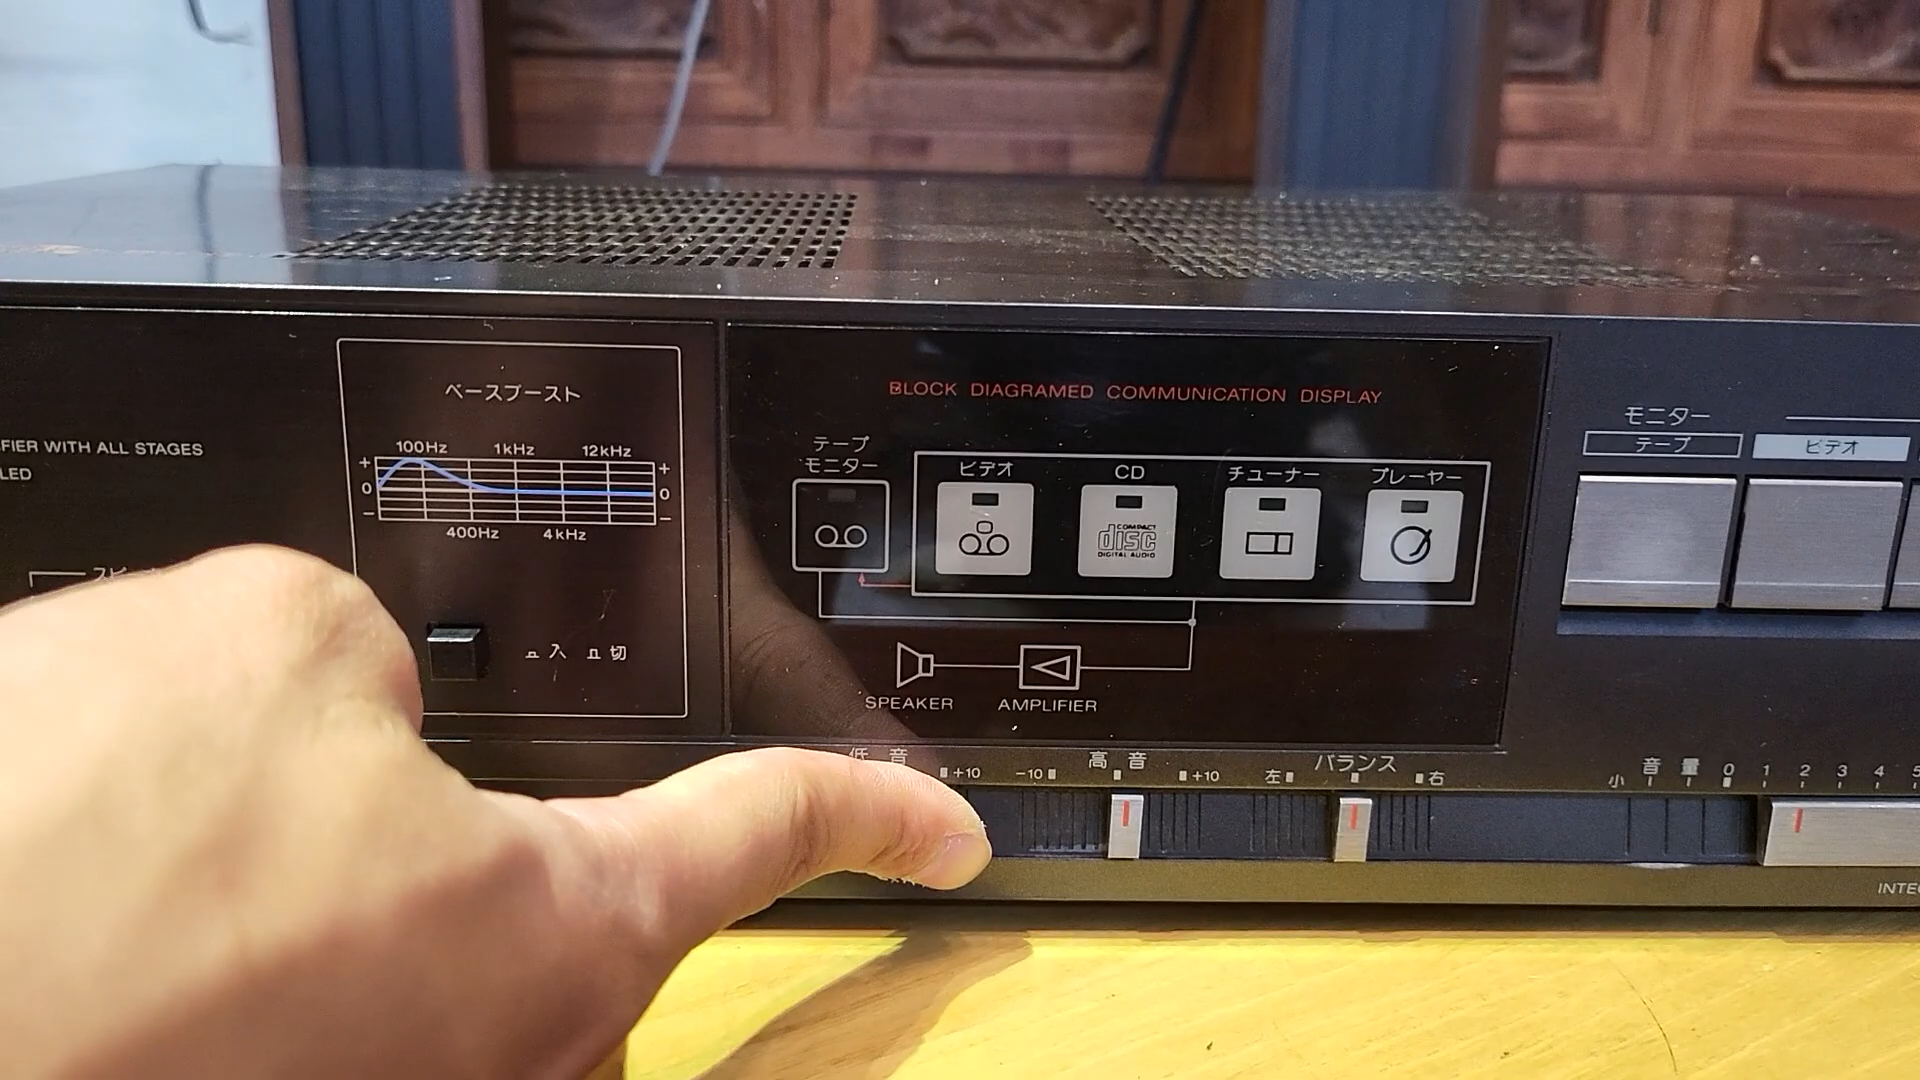 FIER WITH ALL STAGES
LED
ベースブースト
100Hz 1kHz 12kHz
+ +
0 0
− −
400Hz 4kHz
入 切
BLOCK DIAGRAMED COMMUNICATION DISPLAY
テープ
モニター
ビデオ CD チューナー プレーヤー
COMPACT
disc
DIGITAL AUDIO
SPEAKER AMPLIFIER
モニター
テープ ビデオ
低音 高音 バランス 音量
+10 −10 +10 左 右 小 0 1 2 3 4 5
INTEG